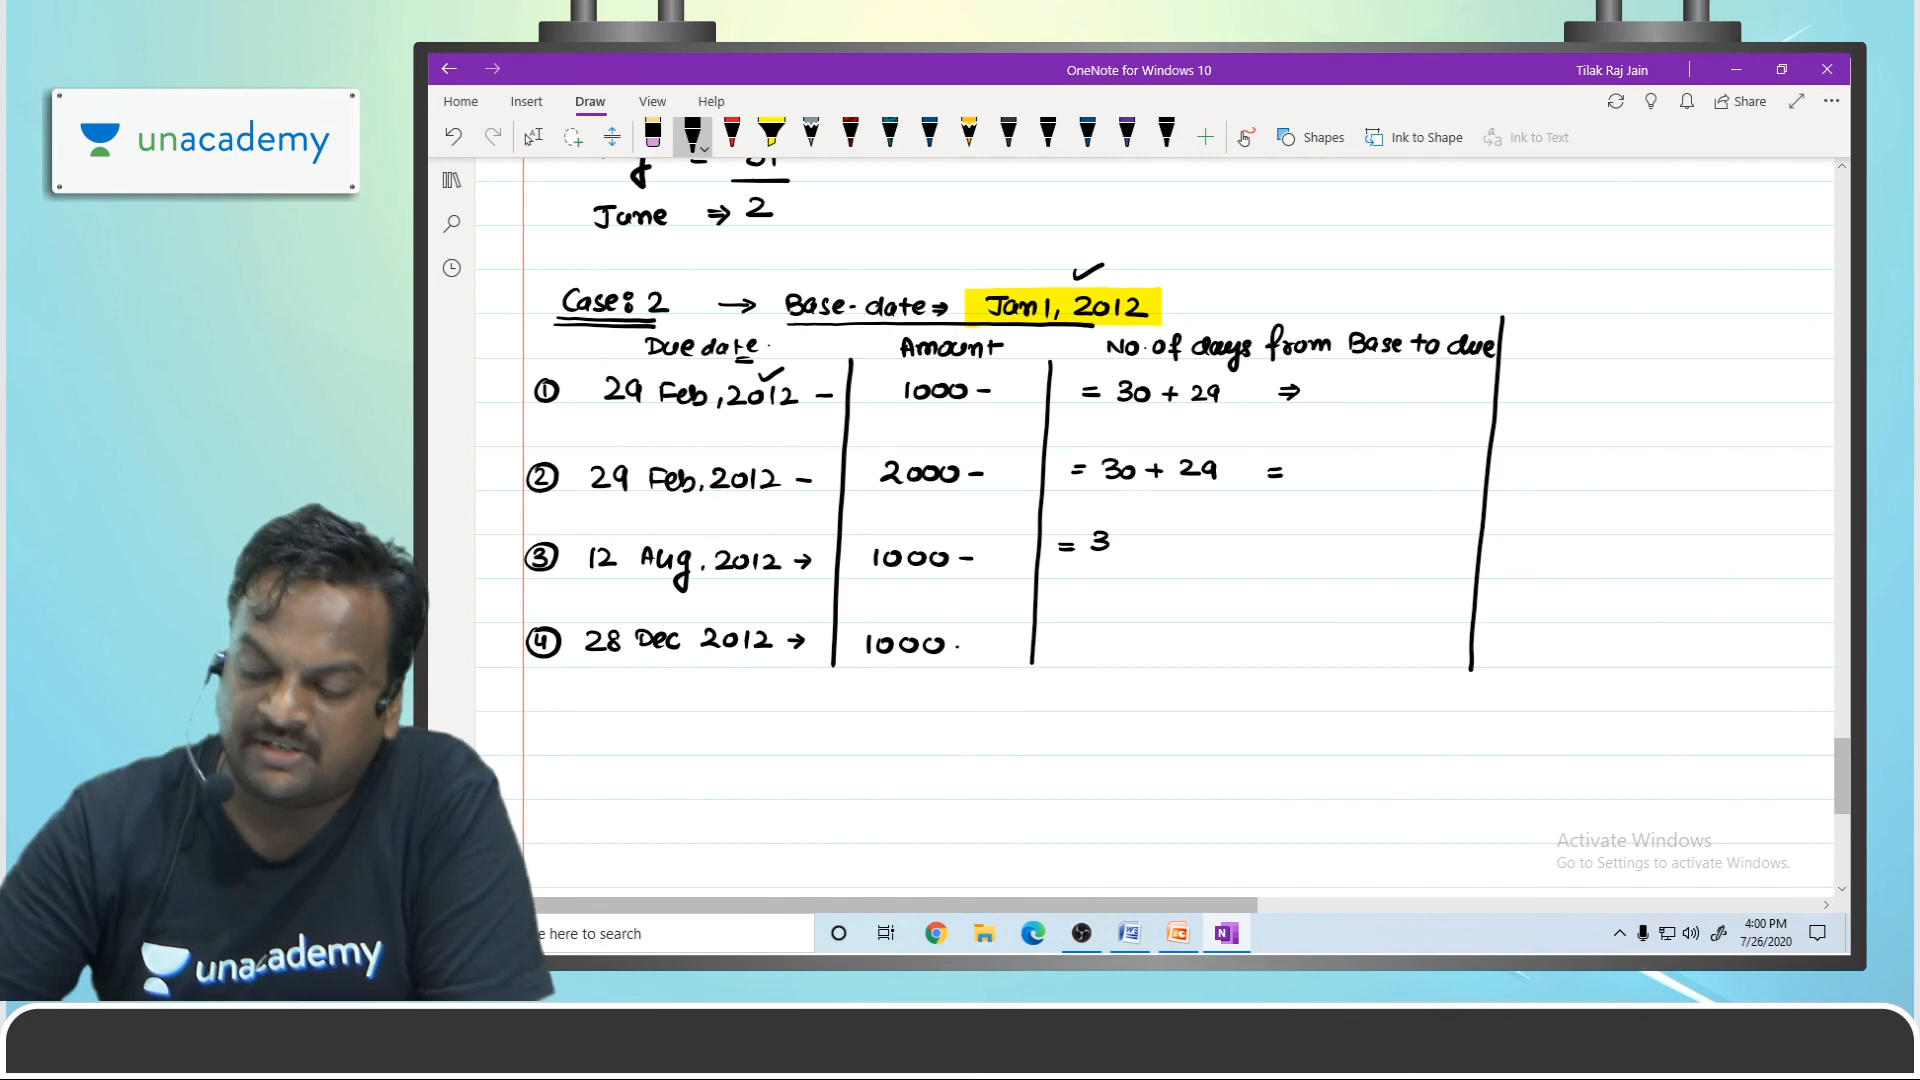 OneNote for Windows 10
Tilak Raj Jain
unacademy
Home Insert Draw View Help
Share
Shapes Ink to Shape Ink to Text
June ⇒ 2
Case: 2 → Base-date ⇒ Jan 1, 2012 ✓
Due date. Amount No. of days from Base to due
① 29 Feb, 2012 - 1000 - = 30 + 29 ⇒
② 29 Feb, 2012 - 2000 - = 30 + 29 =
③ 12 Aug. 2012 → 1000 - = 3
④ 28 Dec 2012 → 1000 .
Activate Windows
Go to Settings to activate Windows.
e here to search
4:00 PM
7/26/2020
unacademy